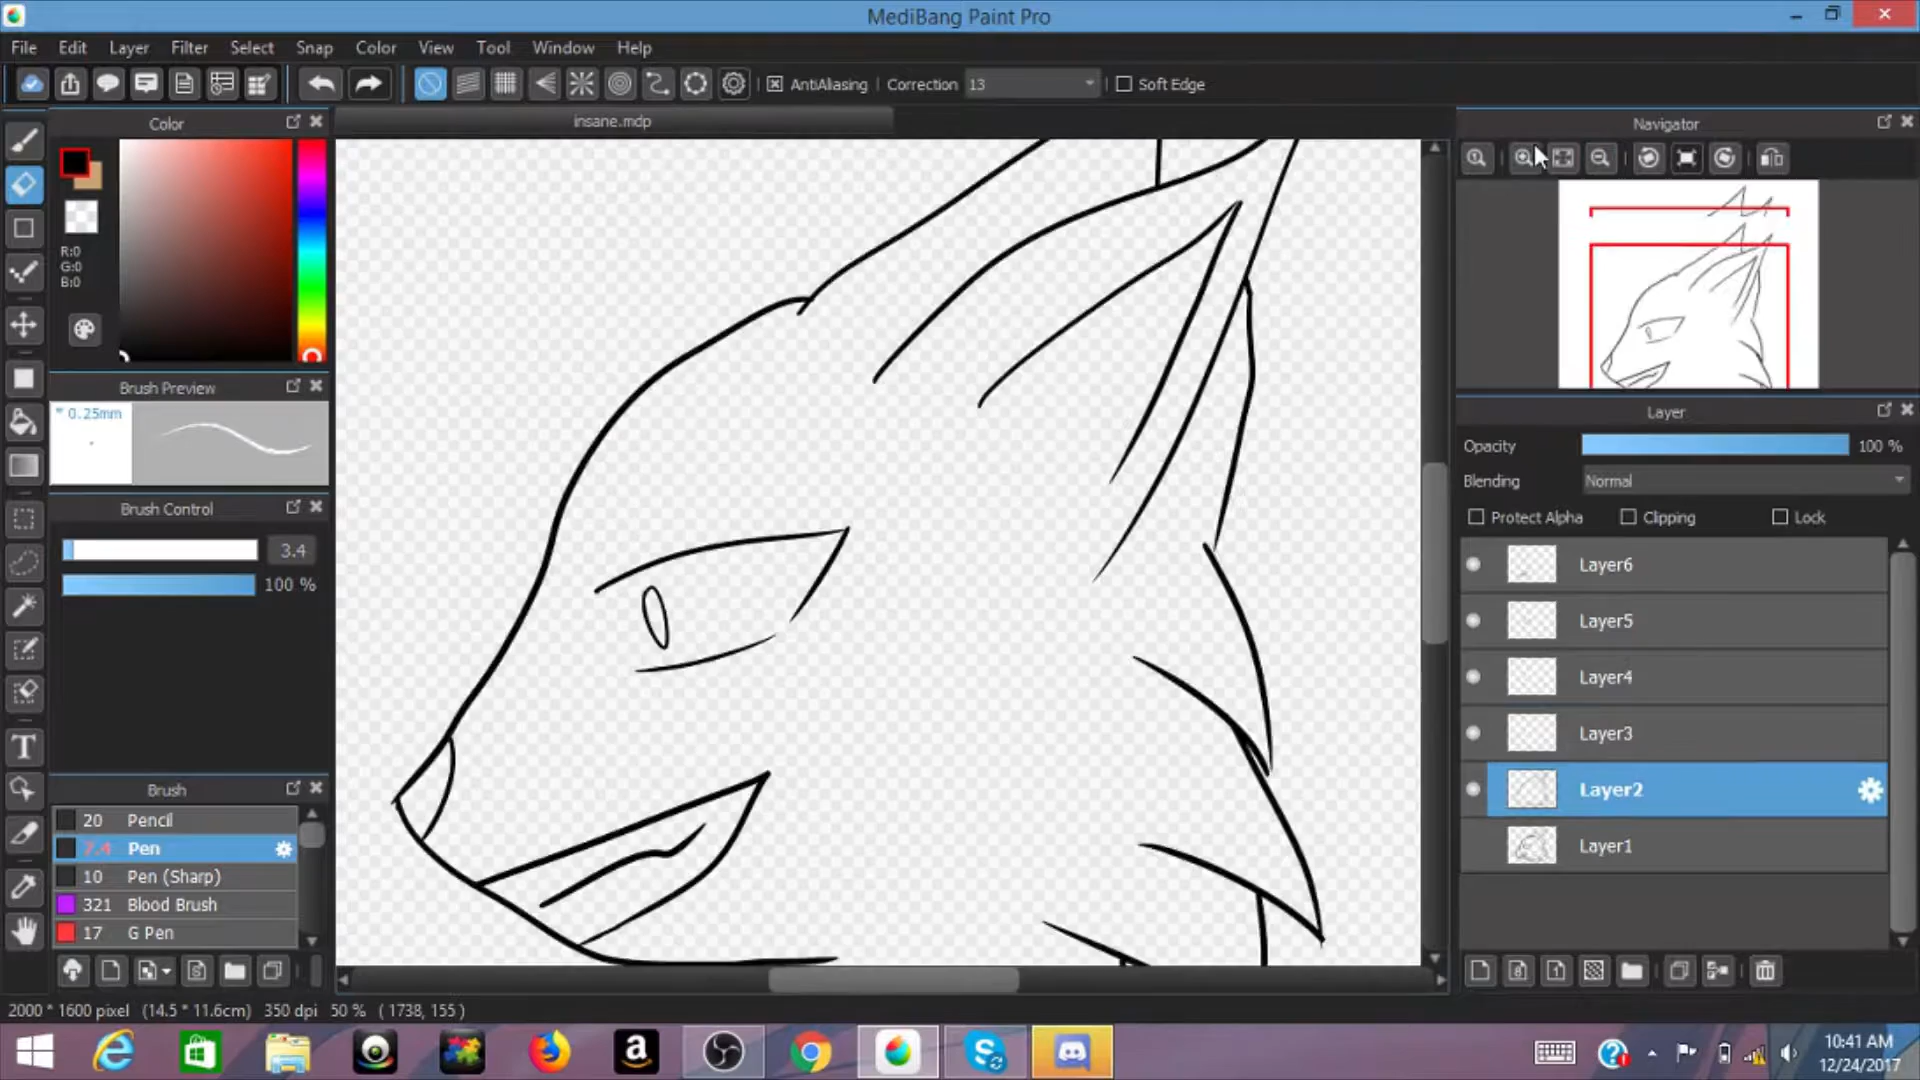 MediBang Paint Pro
File Edit Layer Filter Select Snap Color View Tool Window Help
AntiAliasing Correction 13 Soft Edge
Color
insane.mdp
Navigator
R:0
G:0
B:0
Brush Preview
* 0.25mm
Layer
Opacity 100 %
Blending Normal
Protect Alpha Clipping Lock
Brush Control
3.4
100 %
Layer6
Layer5
Layer4
Layer3
Layer2
Layer1
Brush
20 Pencil
7.4 Pen
10 Pen (Sharp)
321 Blood Brush
17 G Pen
2000 * 1600 pixel (14.5 * 11.6cm) 350 dpi 50 % ( 1738, 155 )
10:41 AM
12/24/2017